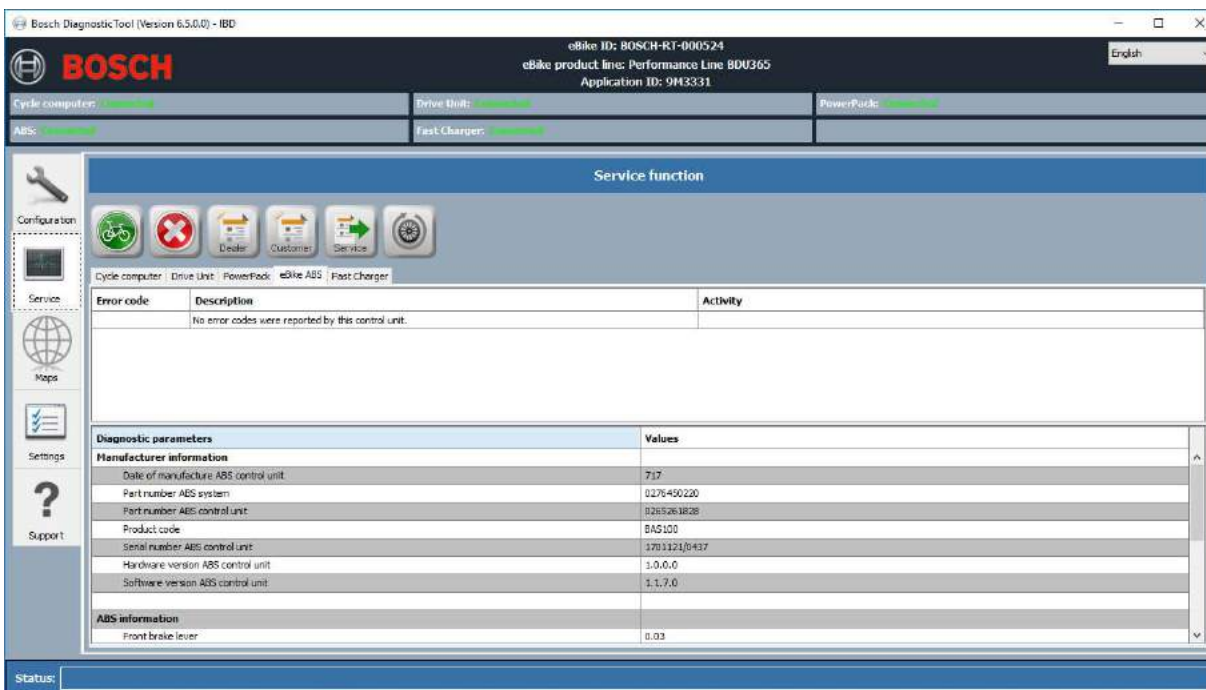 Bosch DiagnosticTool (Version 6.5.0.0) - IBD
BOSCH
eBike ID: BOSCH-RT-000524
eBike product line: Performance Line BDU365
Application ID: 9M3331
English
Cycle computer: Connected
Drive Unit: Connected
PowerPack: Connected
ABS: Connected
Fast Charger: Connected
Service function
Configuration
Service
Maps
Settings
Support
Dealer
Customer
Service
Cycle computer
Drive Unit
PowerPack
eBike ABS
Fast Charger
Error code Description Activity
No error codes were reported by this control unit.
Diagnostic parameters Values
Manufacturer information
Date of manufacture ABS control unit 717
Part number ABS system 0276450220
Part number ABS control unit 0265261828
Product code BAS100
Serial number ABS control unit 1701121/0437
Hardware version ABS control unit 1.0.0.0
Software version ABS control unit 1.1.7.0
ABS information
Front brake lever 0.03
Status: